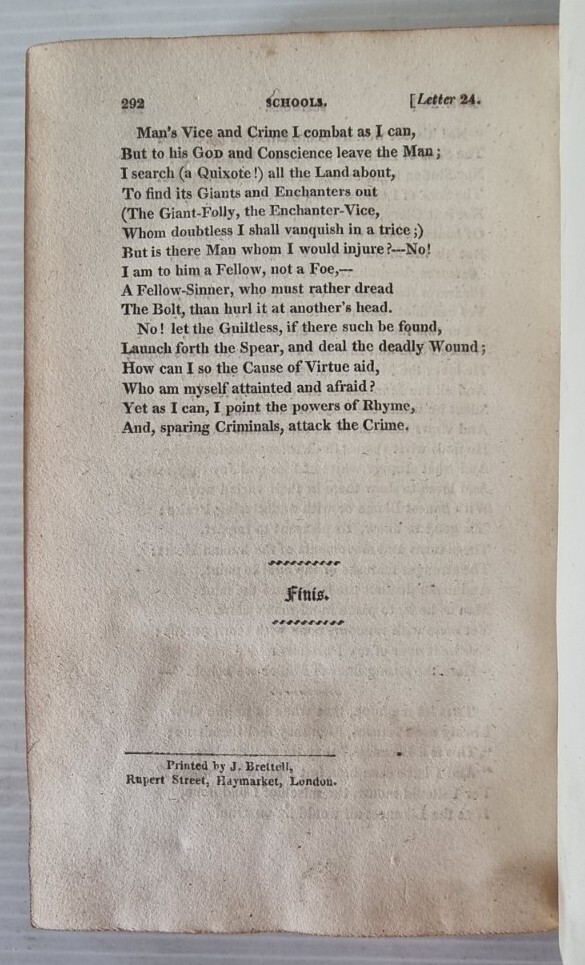 292 SCHOOLS. [Letter 24.
Man's Vice and Crime I combat as I can,
But to his GOD and Conscience leave the Man;
I search (a Quixote!) all the Land about,
To find its Giants and Enchanters out
(The Giant-Folly, the Enchanter-Vice,
Whom doubtless I shall vanquish in a trice;)
But is there Man whom I would injure?—No!
I am to him a Fellow, not a Foe,—
A Fellow-Sinner, who must rather dread
The Bolt, than hurl it at another's head.
No! let the Guiltless, if there such be found,
Launch forth the Spear, and deal the deadly Wound;
How can I so the Cause of Virtue aid,
Who am myself attainted and afraid?
Yet as I can, I point the powers of Rhyme,
And, sparing Criminals, attack the Crime.
Finis.
Printed by J. Brettell,
Rupert Street, Haymarket, London.